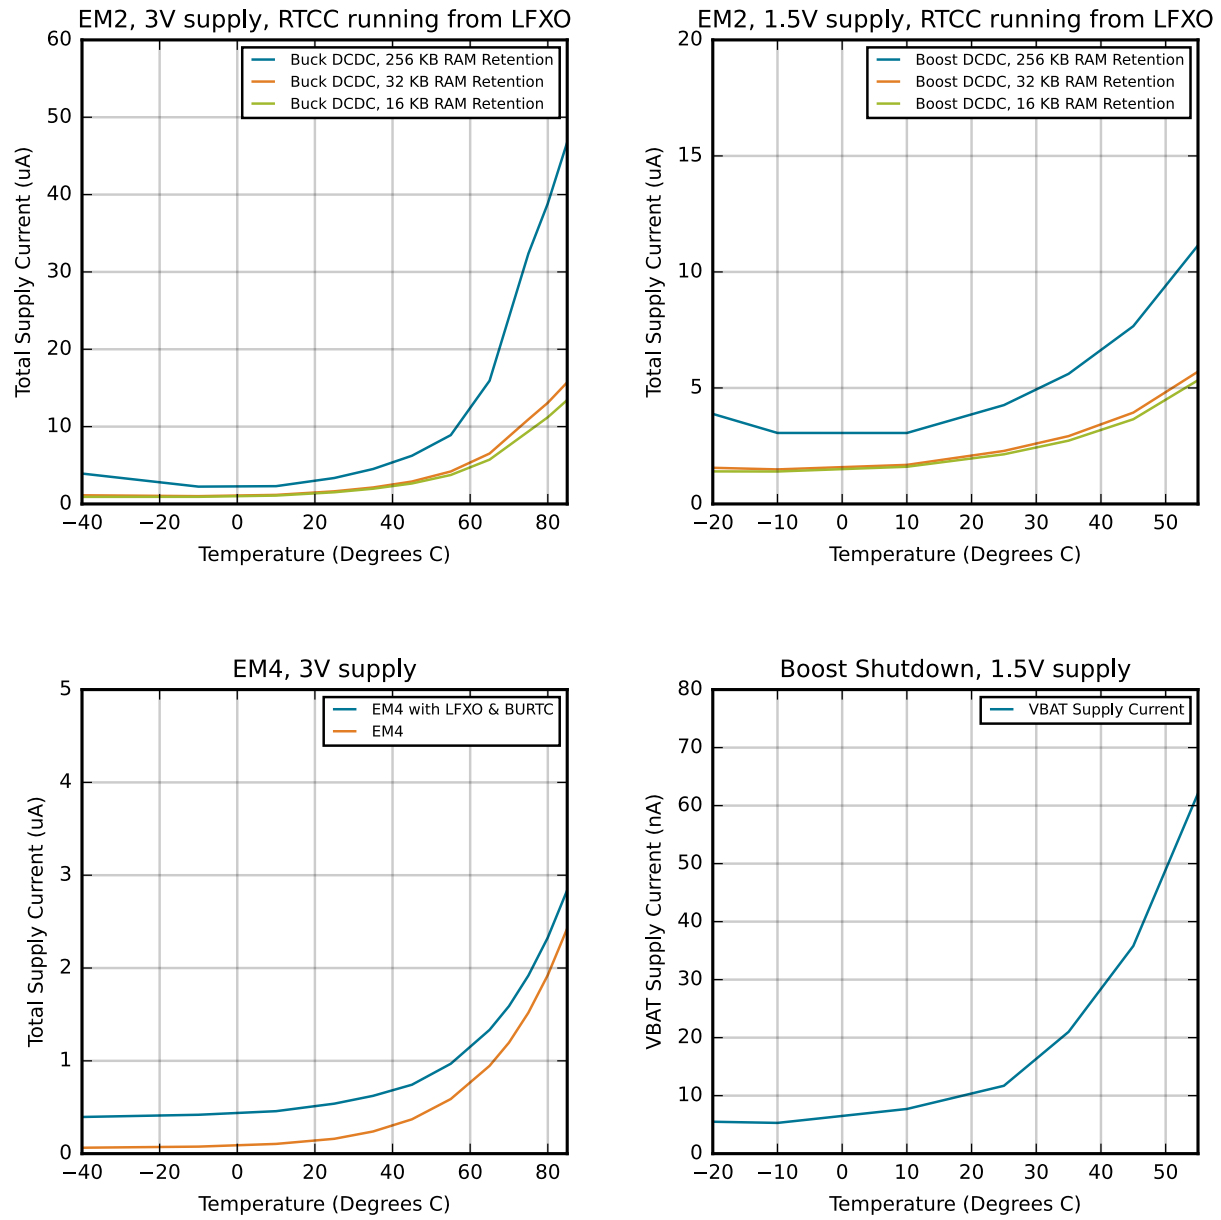 EM2, 3V supply, RTCC running from LFXO
Total Supply Current (uA)
60
50
40
30
20
10
0
Buck DCDC, 256 KB RAM Retention
Buck DCDC, 32 KB RAM Retention
Buck DCDC, 16 KB RAM Retention
−40 −20 0 20 40 60 80
Temperature (Degrees C)
EM2, 1.5V supply, RTCC running from LFXO
Total Supply Current (uA)
20
15
10
5
0
Boost DCDC, 256 KB RAM Retention
Boost DCDC, 32 KB RAM Retention
Boost DCDC, 16 KB RAM Retention
−20 −10 0 10 20 30 40 50
Temperature (Degrees C)
EM4, 3V supply
Total Supply Current (uA)
5
4
3
2
1
0
EM4 with LFXO & BURTC
EM4
−40 −20 0 20 40 60 80
Temperature (Degrees C)
Boost Shutdown, 1.5V supply
VBAT Supply Current (nA)
80
70
60
50
40
30
20
10
0
VBAT Supply Current
−20 −10 0 10 20 30 40 50
Temperature (Degrees C)